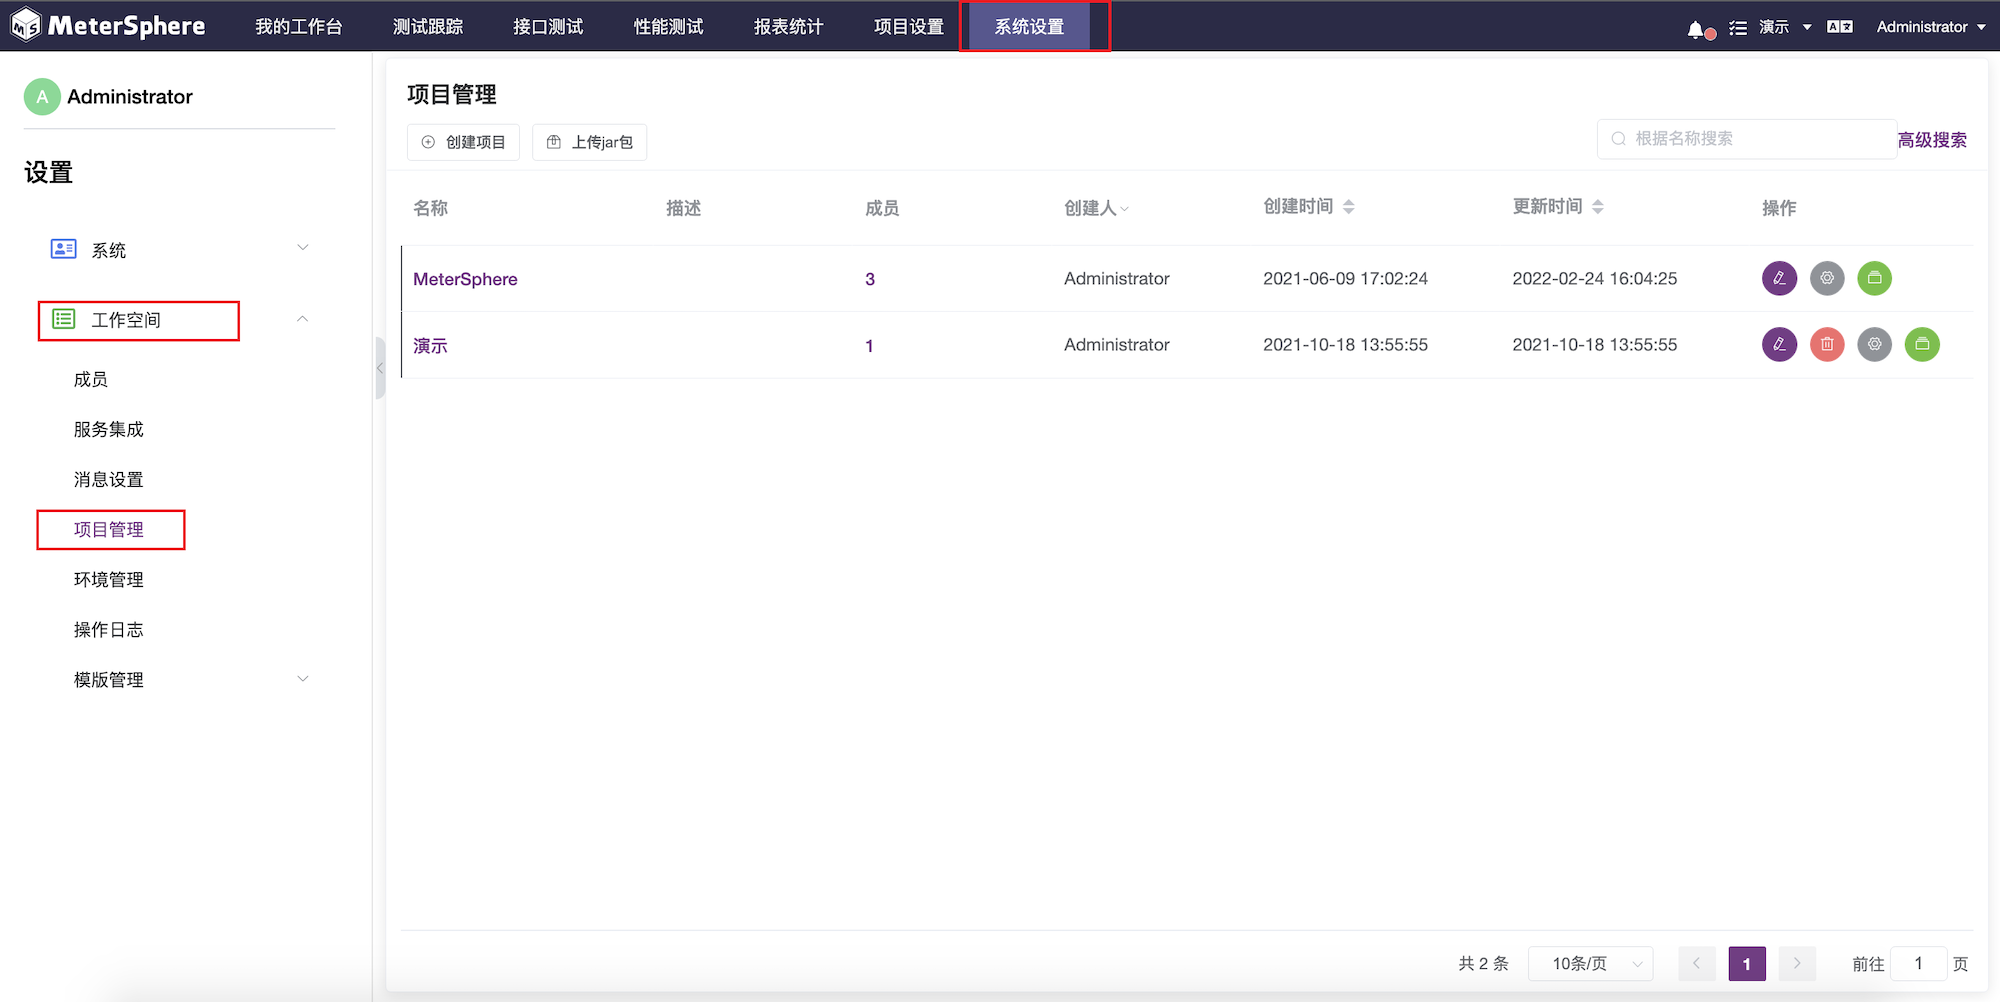 MS MeterSphere 我的工作台 测试跟踪 接口测试 性能测试 报表统计 项目设置 系统设置 演示 A Administrator
A Administrator
设置
系统
工作空间
成员
服务集成
消息设置
项目管理
环境管理
操作日志
模版管理
项目管理
创建项目 上传jar包 根据名称搜索 高级搜索
名称 描述 成员 创建人 创建时间 更新时间 操作
MeterSphere 3 Administrator 2021-06-09 17:02:24 2022-02-24 16:04:25
演示 1 Administrator 2021-10-18 13:55:55 2021-10-18 13:55:55
共 2 条 10条/页 1 前往 1 页